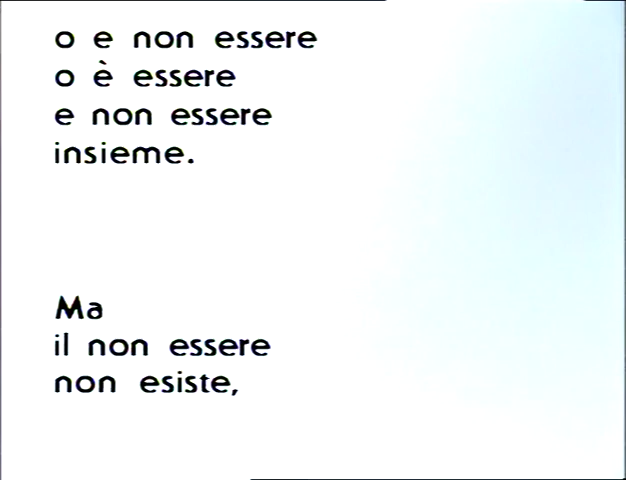 o e non essere
o è essere
e non essere
insieme.
Ma
il non essere
non esiste,